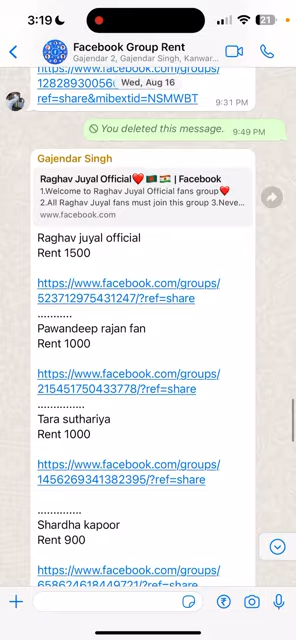 3:19
21
Facebook Group Rent
Gajendar 2, Gajendar Singh, Kanwar...
https://www.facebook.com/groups/
Wed, Aug 16
ref=share&mibextid=NSMWBT
9:31 PM
You deleted this message. 9:49 PM
Gajendar Singh
Raghav Juyal Official❤️ 🇧🇩 🇮🇳 | Facebook
1.Welcome to Raghav Juyal Official fans group❤️
2.All Raghav Juyal fans must join this group 3.Neve...
www.facebook.com
Raghav juyal official
Rent 1500
https://www.facebook.com/groups/
523712975431247/?ref=share
...........
Pawandeep rajan fan
Rent 1000
https://www.facebook.com/groups/
215451750433778/?ref=share
...............
Tara suthariya
Rent 1000
https://www.facebook.com/groups/
1456269341382395/?ref=share
..............
Shardha kapoor
Rent 900
https://www.facebook.com/groups/
658624618449721/?ref=share